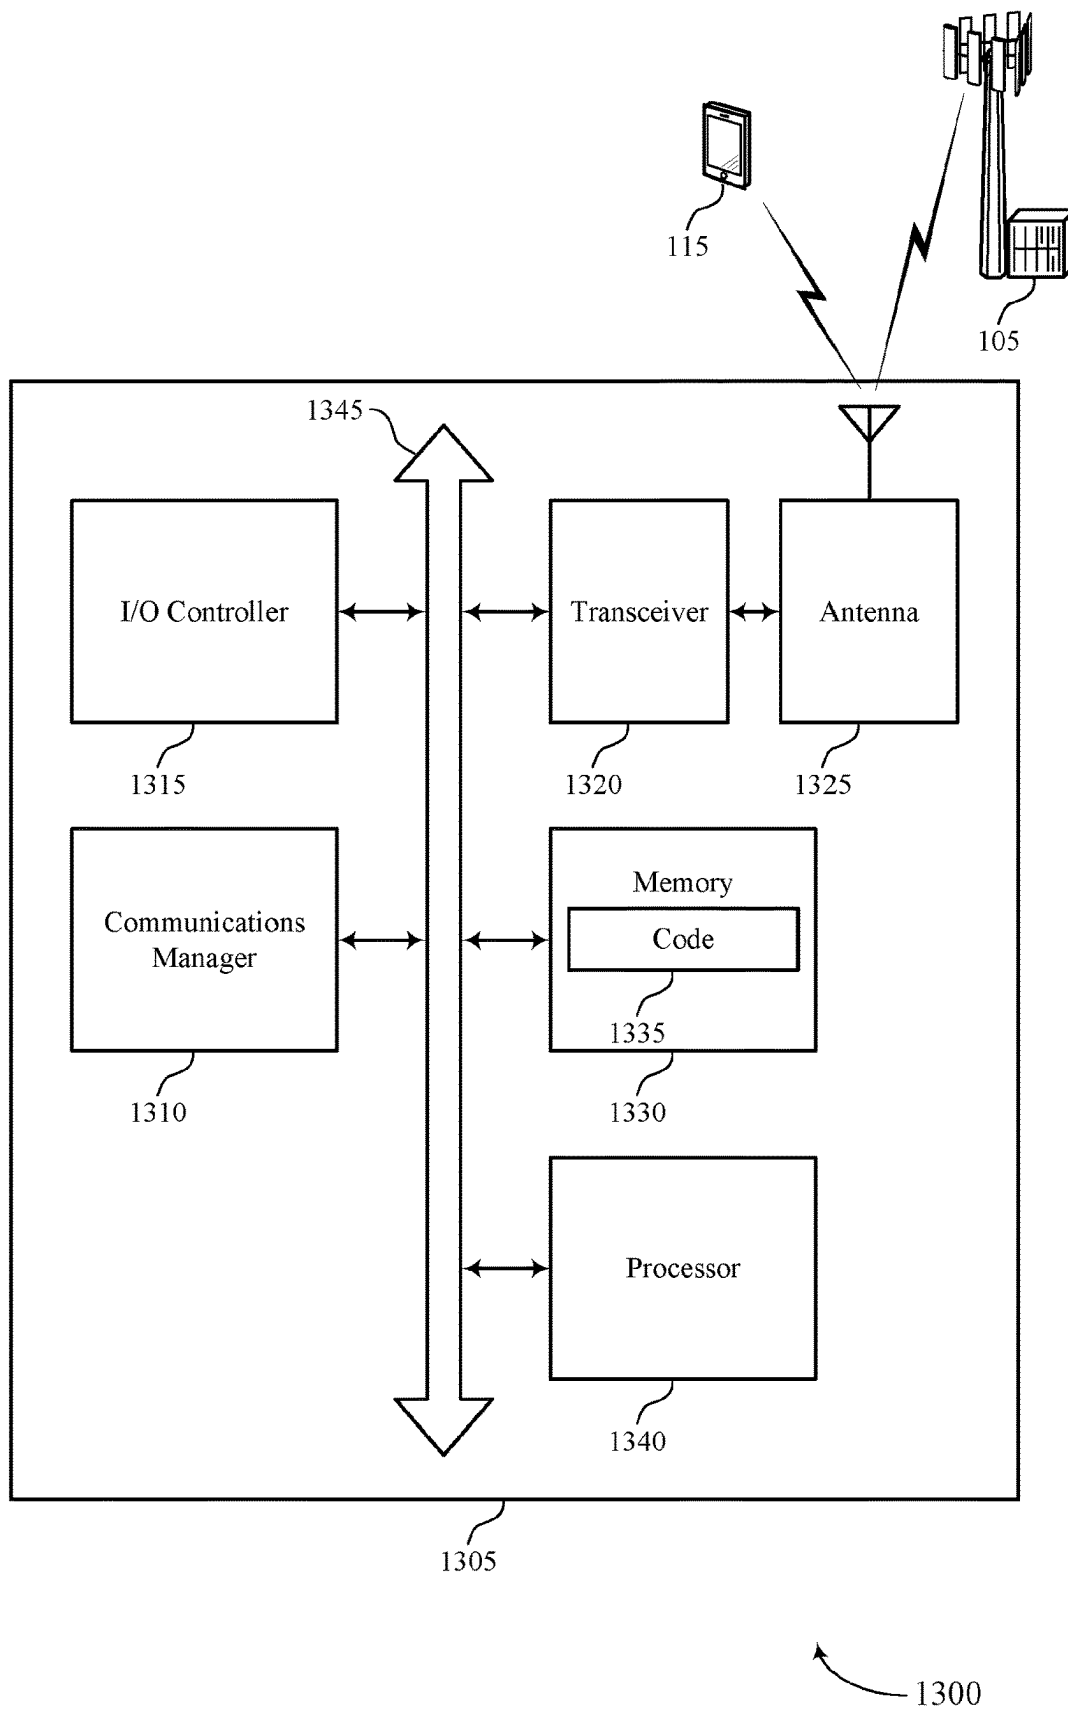 115
105
1345
I/O Controller
Transceiver
Antenna
1315
1320
1325
Communications
Manager
Memory
Code
1335
1310
1330
Processor
1340
1305
1300